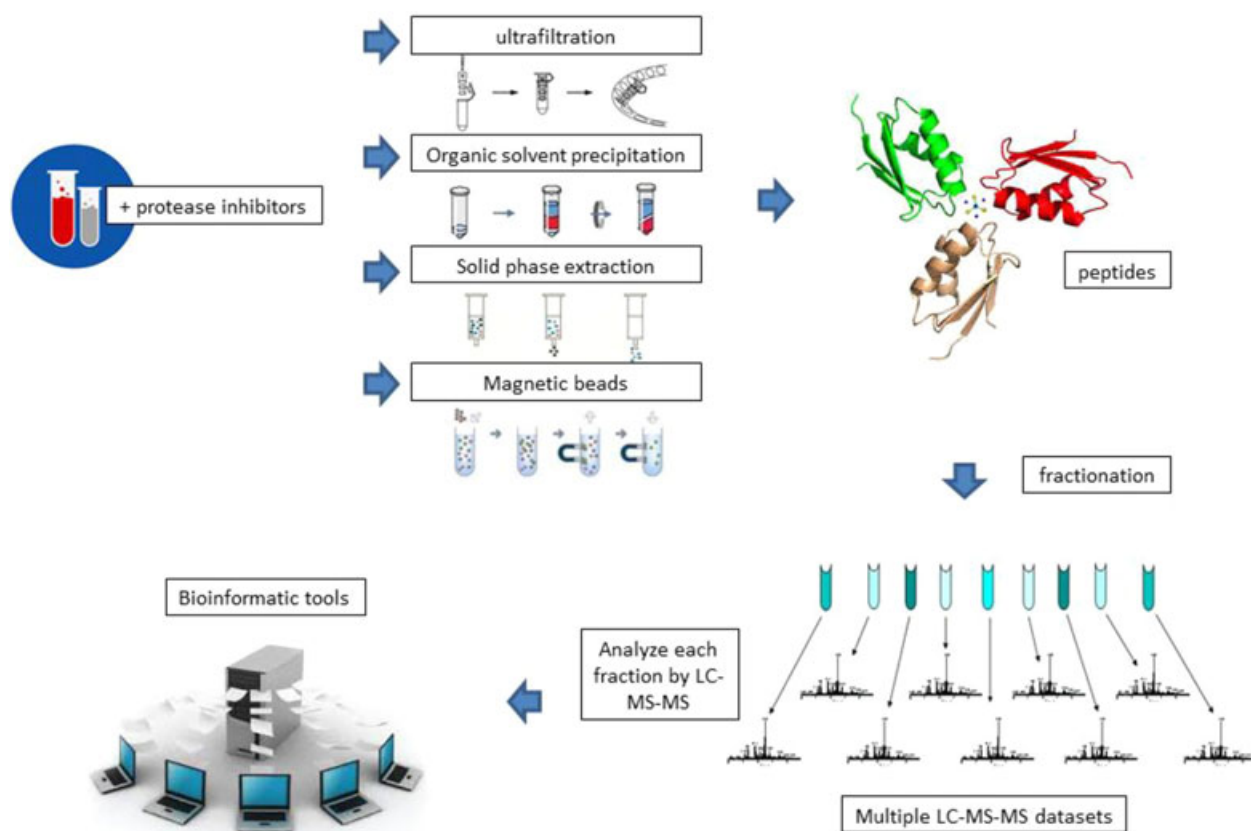 ultrafiltration
+ protease inhibitors
Organic solvent precipitation
Solid phase extraction
Magnetic beads
peptides
fractionation
Bioinformatic tools
Analyze each
fraction by LC-
MS-MS
Multiple LC-MS-MS datasets